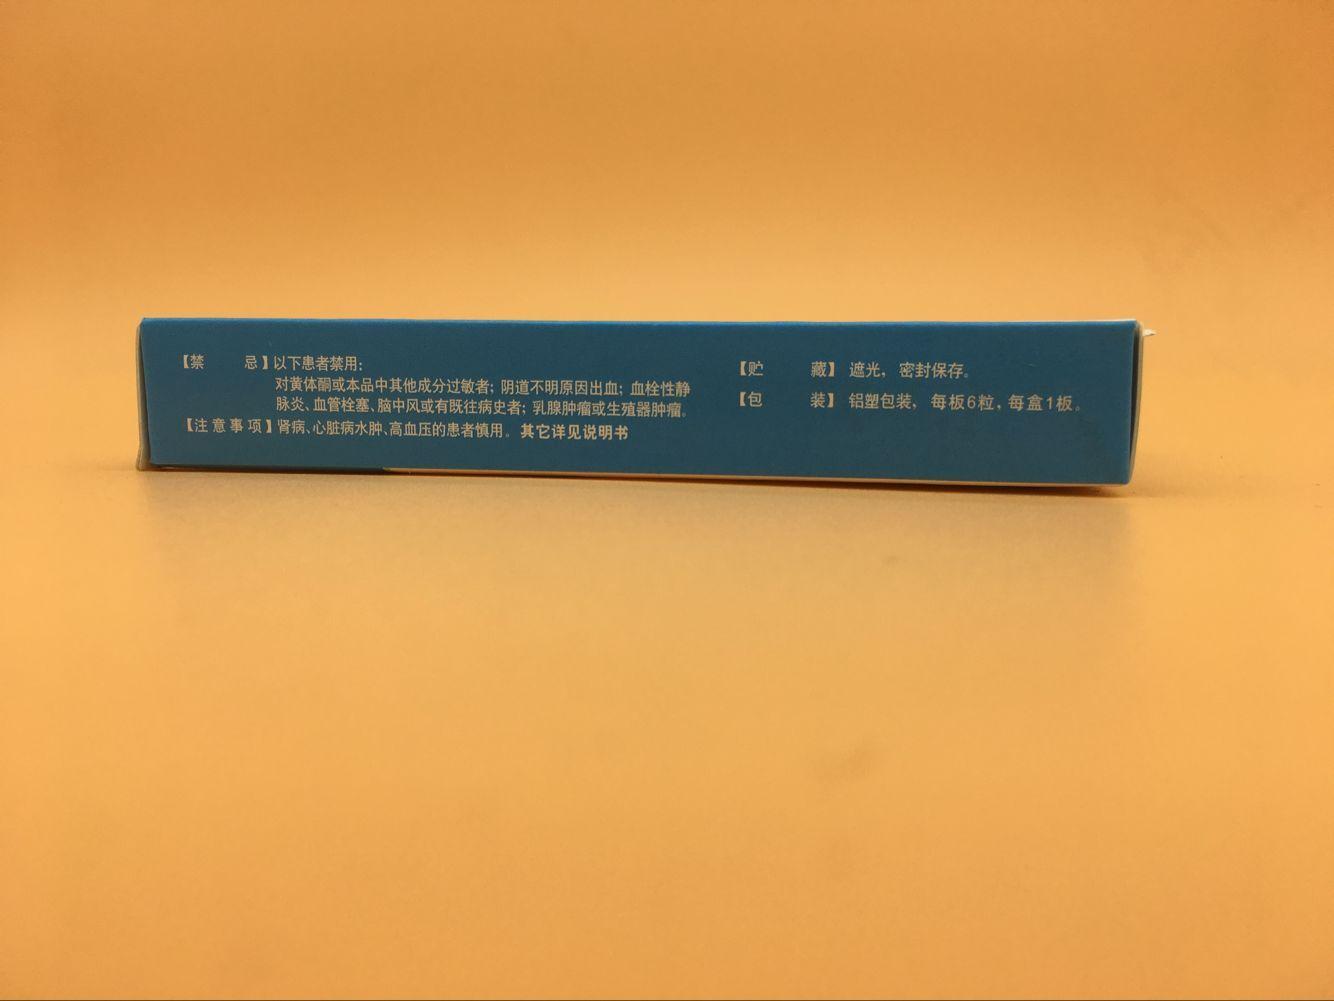 【禁 忌】以下患者禁用:
对黄体酮或本品中其他成分过敏者;阴道不明原因出血;血栓性静
脉炎、血管栓塞、脑中风或有既往病史者;乳腺肿瘤或生殖器肿瘤。
【注意事项】肾病、心脏病水肿、高血压的患者慎用。其它详见说明书
【贮 藏】遮光,密封保存。
【包 装】铝塑包装,每板6粒,每盒1板。